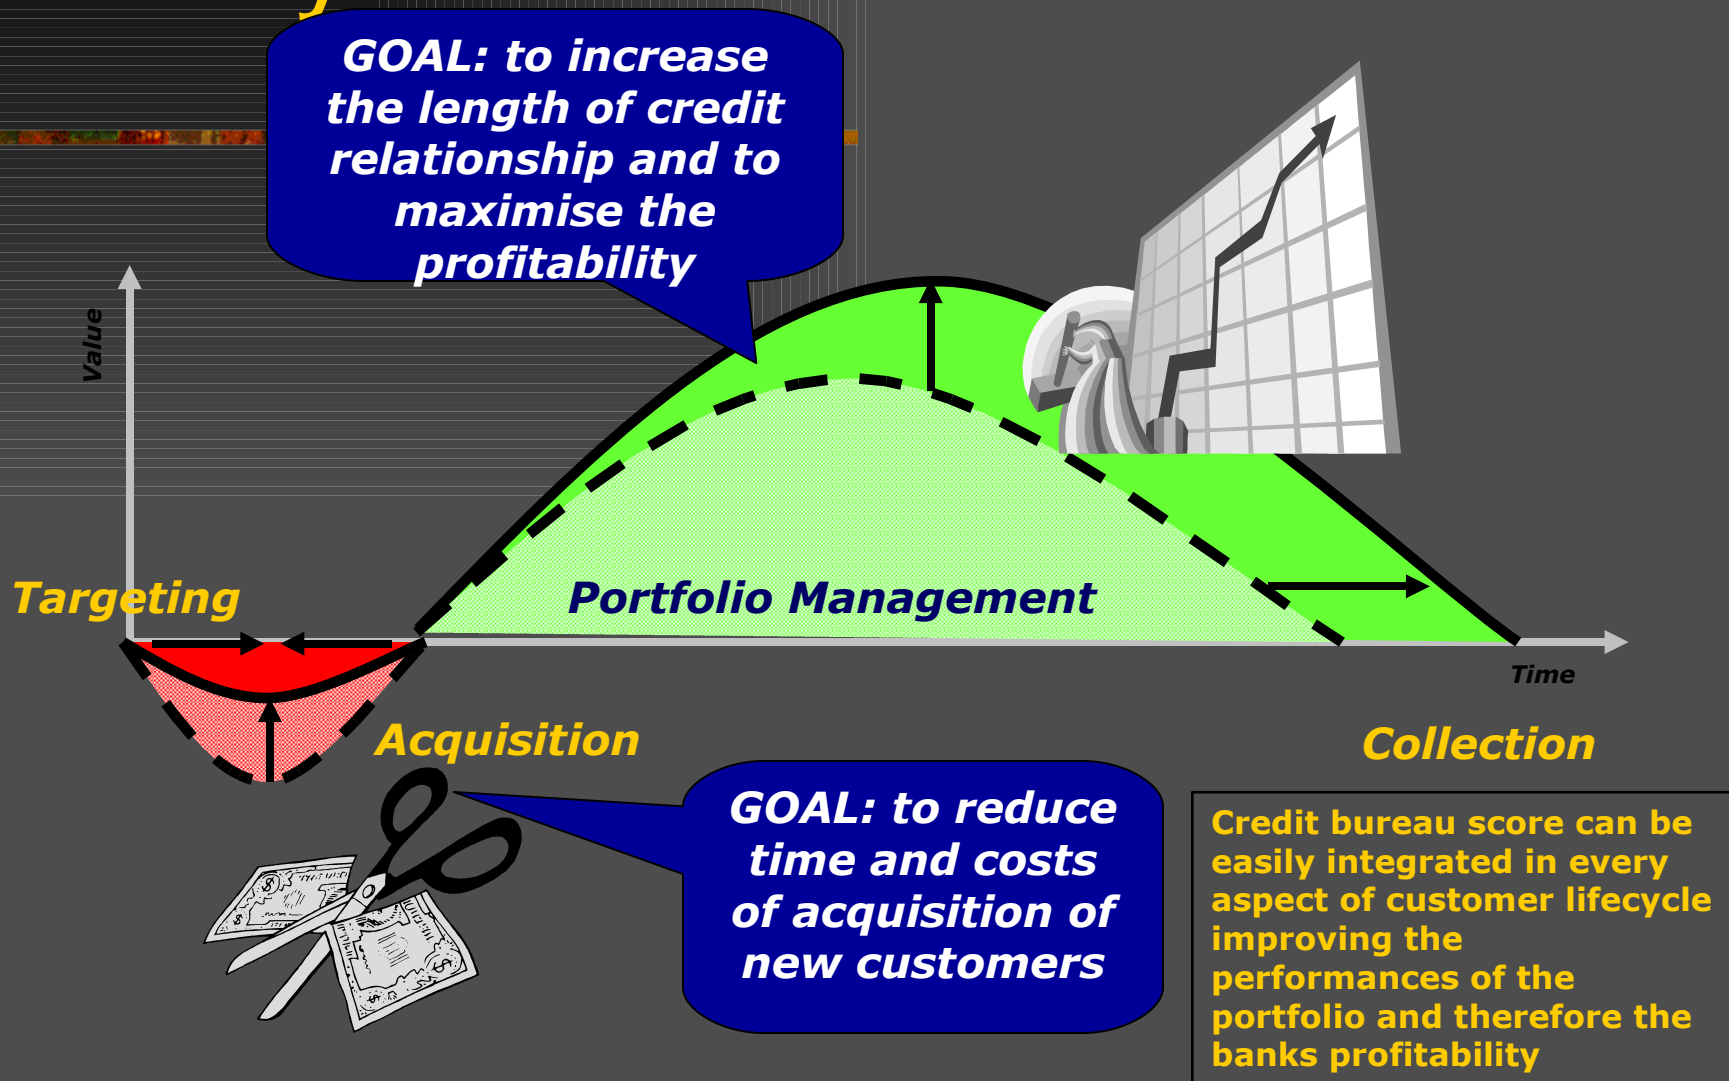 GOAL: to increase
the length of credit
relationship and to
maximise the
profitability
Value
Targeting
Portfolio Management
Time
Acquisition
Collection
GOAL: to reduce
time and costs
of acquisition of
new customers
Credit bureau score can be
easily integrated in every
aspect of customer lifecycle
improving the
performances of the
portfolio and therefore the
banks profitability